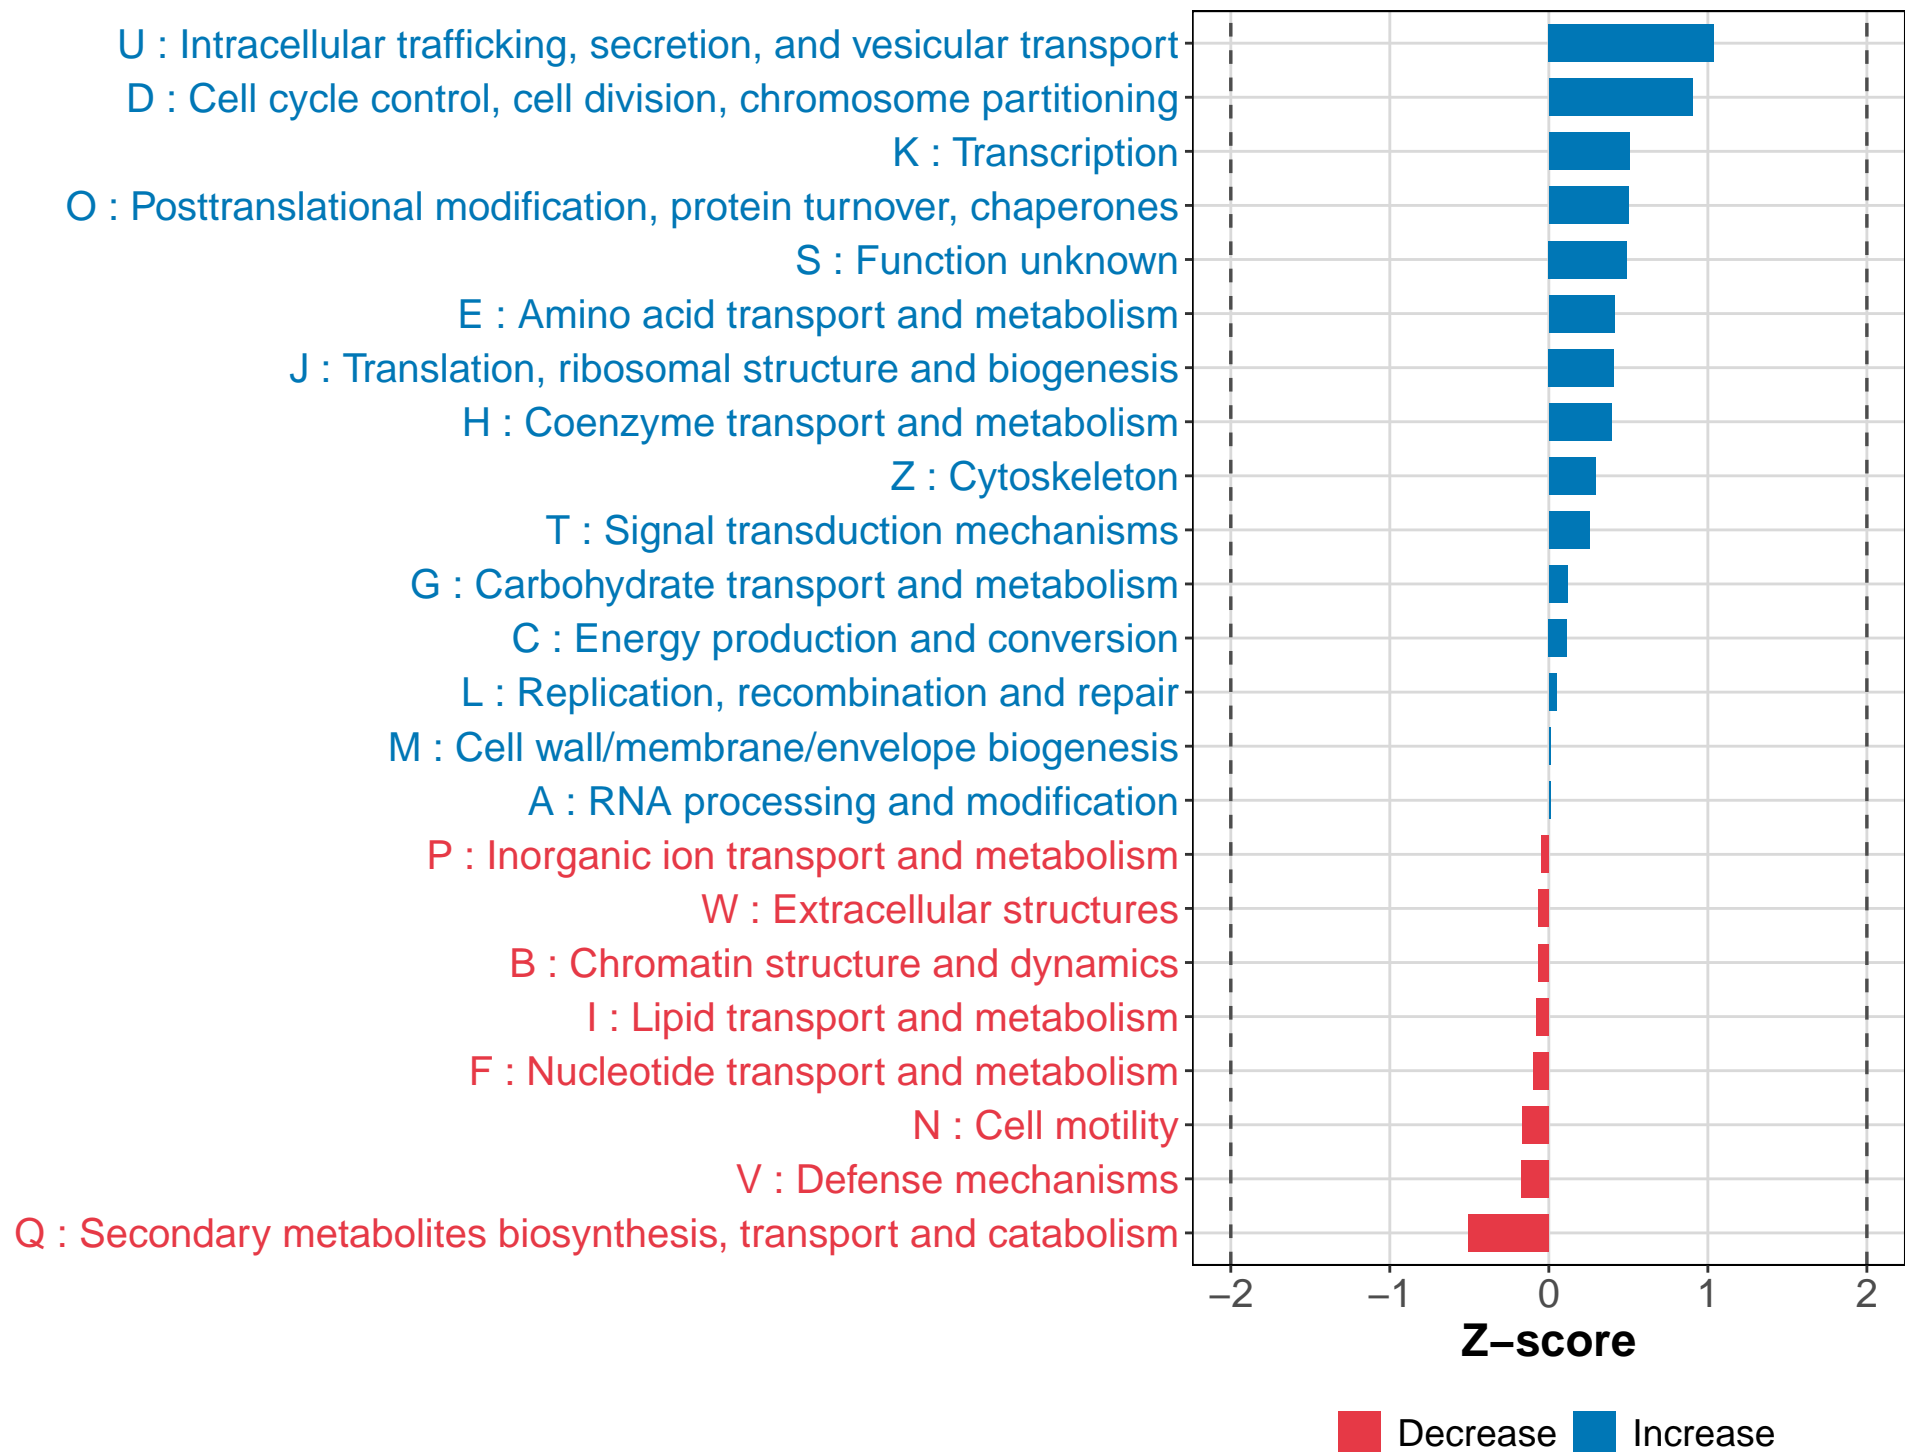 U : Intracellular trafficking, secretion, and vesicular transport
D : Cell cycle control, cell division, chromosome partitioning
K : Transcription
O : Posttranslational modification, protein turnover, chaperones
S : Function unknown
E : Amino acid transport and metabolism
J : Translation, ribosomal structure and biogenesis
H : Coenzyme transport and metabolism
Z : Cytoskeleton
T : Signal transduction mechanisms
G : Carbohydrate transport and metabolism
C : Energy production and conversion
L : Replication, recombination and repair
M : Cell wall/membrane/envelope biogenesis
A : RNA processing and modification
P : Inorganic ion transport and metabolism
W : Extracellular structures
B : Chromatin structure and dynamics
I : Lipid transport and metabolism
F : Nucleotide transport and metabolism
N : Cell motility
V : Defense mechanisms
Q : Secondary metabolites biosynthesis, transport and catabolism
−2 −1 0 1 2
Z−score
Decrease Increase